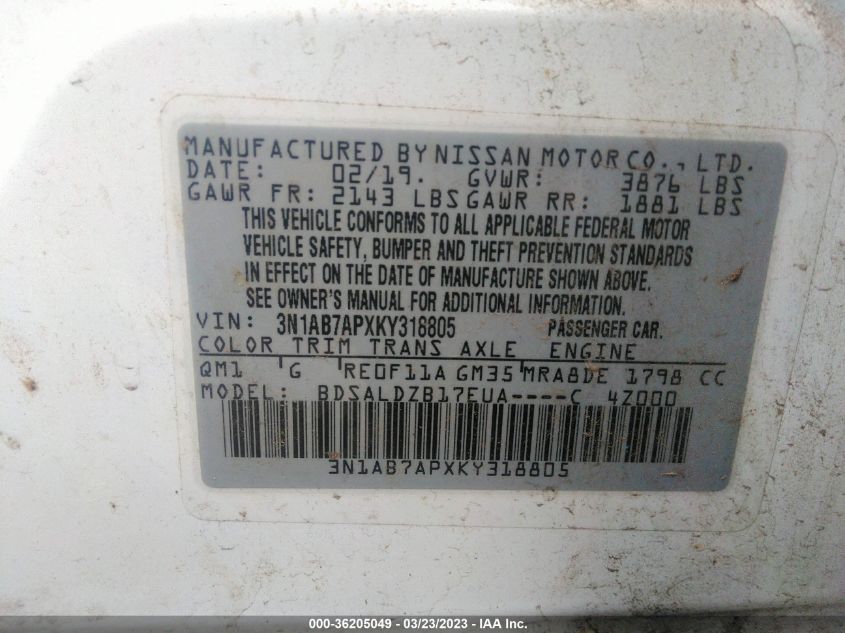 MANUFACTURED BY NISSAN MOTOR CO., LTD.
DATE: 02/19. GVWR: 3876 LBS
GAWR FR: 2143 LBS GAWR RR: 1881 LBS
THIS VEHICLE CONFORMS TO ALL APPLICABLE FEDERAL MOTOR
VEHICLE SAFETY, BUMPER AND THEFT PREVENTION STANDARDS
IN EFFECT ON THE DATE OF MANUFACTURE SHOWN ABOVE.
SEE OWNER'S MANUAL FOR ADDITIONAL INFORMATION.
VIN: 3N1AB7APXKY318805 PASSENGER CAR.
COLOR TRIM TRANS AXLE ENGINE
QM1 G RE0F11A GM35 MRA8DE 1798 CC
MODEL: BDSALDZB17EUA----C 4Z000
3N1AB7APXKY318805
000-36205049 - 03/23/2023 - IAA Inc.